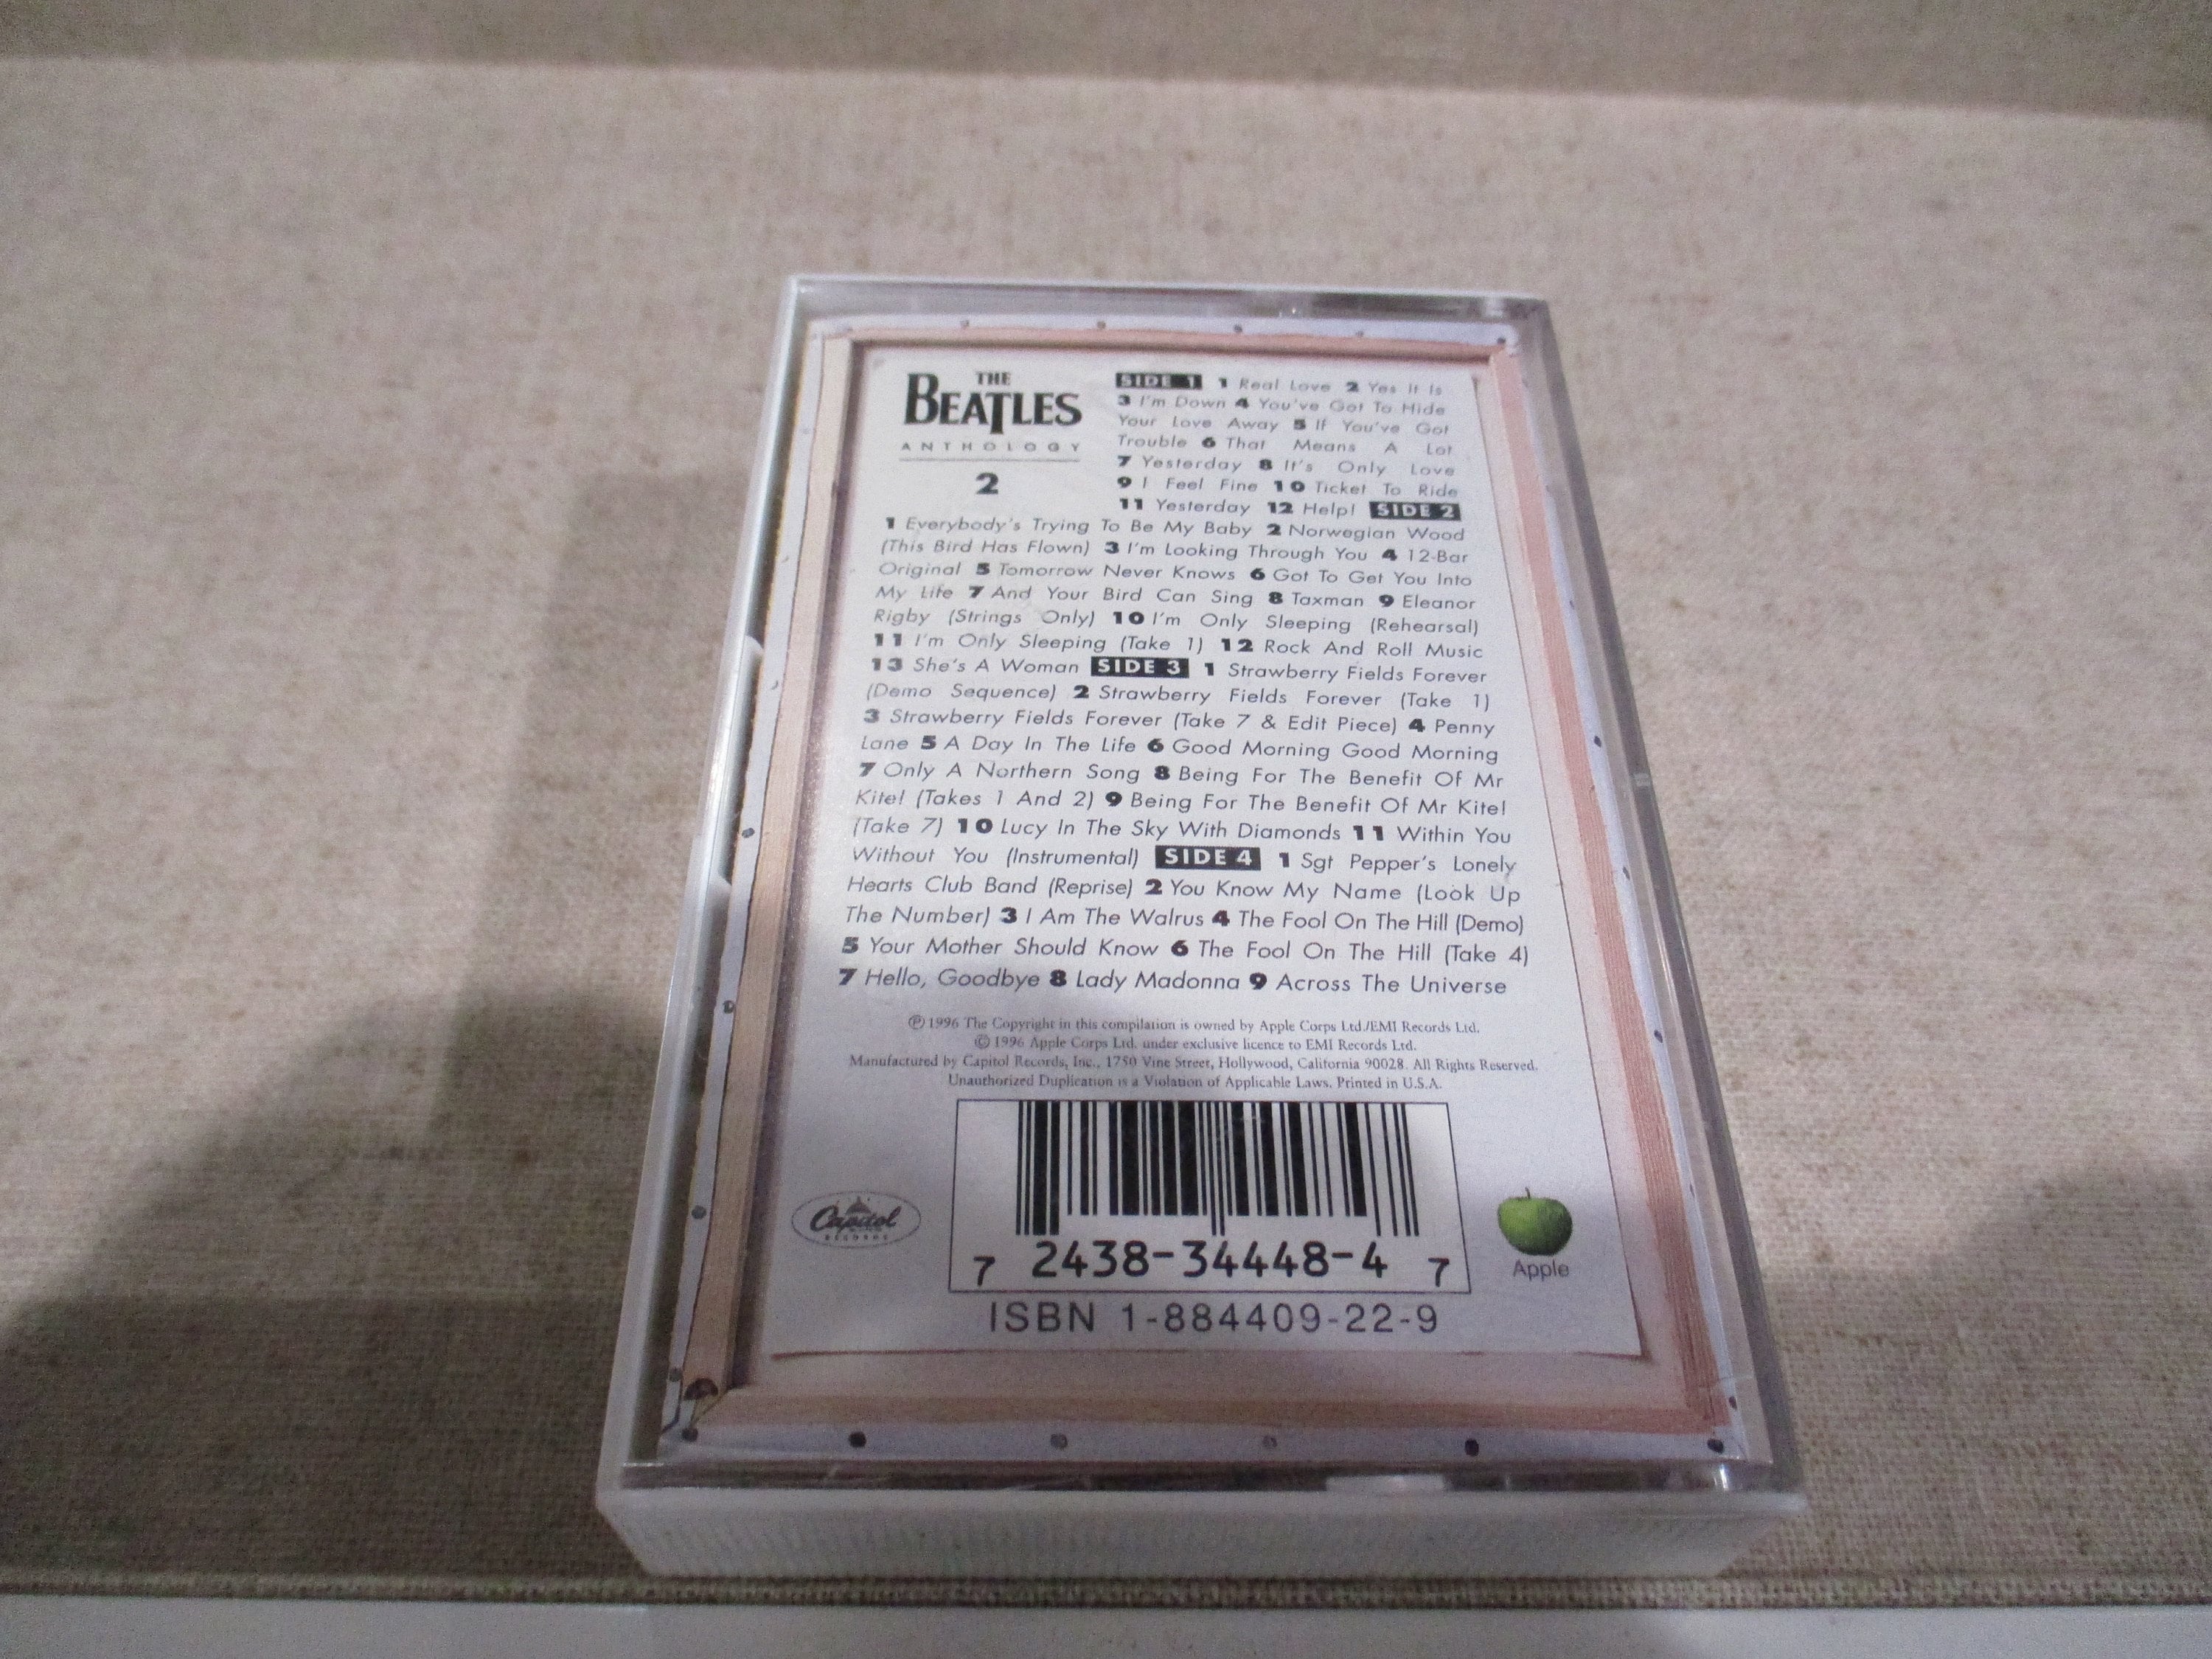 THE
BEATLES
ANTHOLOGY
2
SIDE 1 1 Real Love 2 Yes It Is
3 I'm Down 4 You've Got To Hide
Your Love Away 5 If You've Got
Trouble 6 That Means A Lot
7 Yesterday 8 It's Only Love
9 I Feel Fine 10 Ticket To Ride
11 Yesterday 12 Help! SIDE 2
1 Everybody's Trying To Be My Baby 2 Norwegian Wood
(This Bird Has Flown) 3 I'm Looking Through You 4 12-Bar
Original 5 Tomorrow Never Knows 6 Got To Get You Into
My Life 7 And Your Bird Can Sing 8 Taxman 9 Eleanor
Rigby (Strings Only) 10 I'm Only Sleeping (Rehearsal)
11 I'm Only Sleeping (Take 1) 12 Rock And Roll Music
13 She's A Woman SIDE 3 1 Strawberry Fields Forever
(Demo Sequence) 2 Strawberry Fields Forever (Take 1)
3 Strawberry Fields Forever (Take 7 & Edit Piece) 4 Penny
Lane 5 A Day In The Life 6 Good Morning Good Morning
7 Only A Northern Song 8 Being For The Benefit Of Mr
Kite! (Takes 1 And 2) 9 Being For The Benefit Of Mr Kite!
(Take 7) 10 Lucy In The Sky With Diamonds 11 Within You
Without You (Instrumental) SIDE 4 1 Sgt Pepper's Lonely
Hearts Club Band (Reprise) 2 You Know My Name (Look Up
The Number) 3 I Am The Walrus 4 The Fool On The Hill (Demo)
5 Your Mother Should Know 6 The Fool On The Hill (Take 4)
7 Hello, Goodbye 8 Lady Madonna 9 Across The Universe
℗ 1996 The Copyright in this compilation is owned by Apple Corps Ltd./EMI Records Ltd.
© 1996 Apple Corps Ltd. under exclusive licence to EMI Records Ltd.
Manufactured by Capitol Records, Inc., 1750 Vine Street, Hollywood, California 90028. All Rights Reserved.
Unauthorized Duplication is a Violation of Applicable Laws. Printed in U.S.A.
Capitol
RECORDS
7 2438-34448-4 7
Apple
ISBN 1-884409-22-9